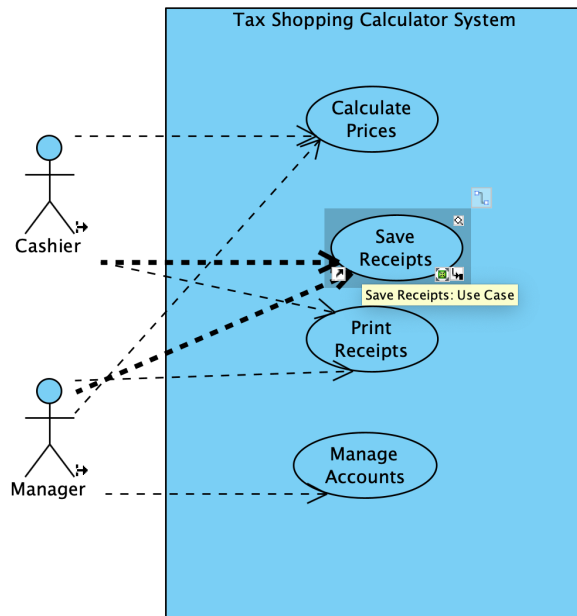 Tax Shopping Calculator System
Calculate
Prices
Cashier
Save
Receipts
Save Receipts: Use Case
Print
Receipts
Manager
Manage
Accounts